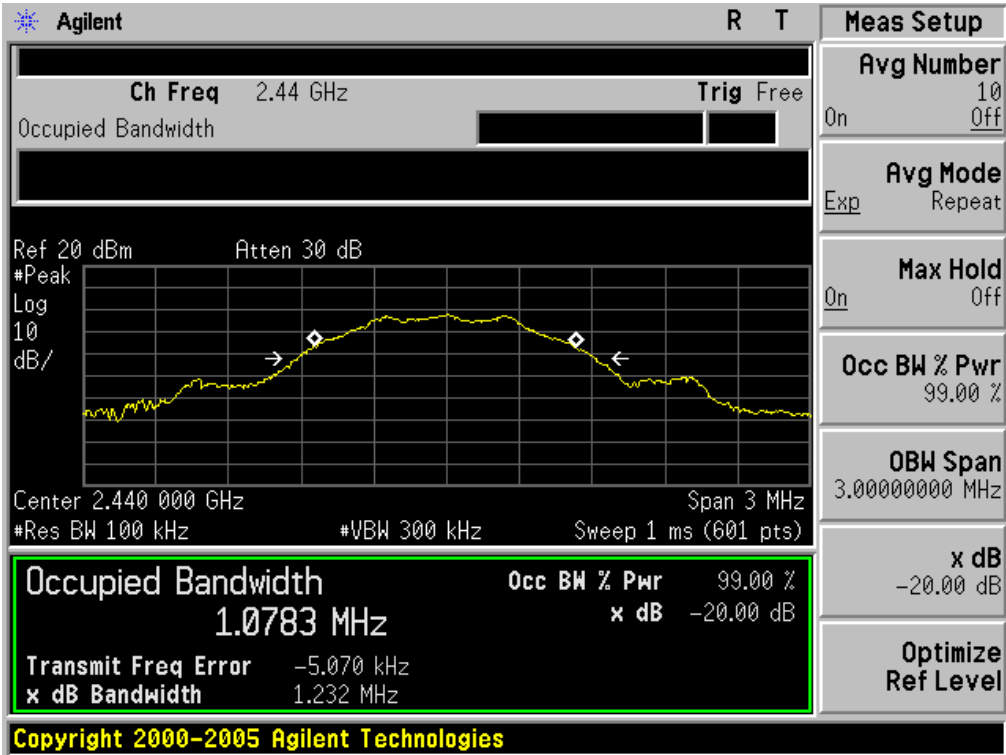 Agilent R T
Ch Freq 2.44 GHz Trig Free
Occupied Bandwidth
Ref 20 dBm Atten 30 dB
#Peak
Log
10
dB/
Center 2.440 000 GHz Span 3 MHz
#Res BW 100 kHz #VBW 300 kHz Sweep 1 ms (601 pts)
Occupied Bandwidth Occ BW % Pwr 99.00 %
1.0783 MHz x dB -20.00 dB
Transmit Freq Error -5.070 kHz
x dB Bandwidth 1.232 MHz
Copyright 2000-2005 Agilent Technologies
Meas Setup
Avg Number
10
On Off
Avg Mode
Exp Repeat
Max Hold
On Off
Occ BW % Pwr
99.00 %
OBW Span
3.00000000 MHz
x dB
-20.00 dB
Optimize
Ref Level